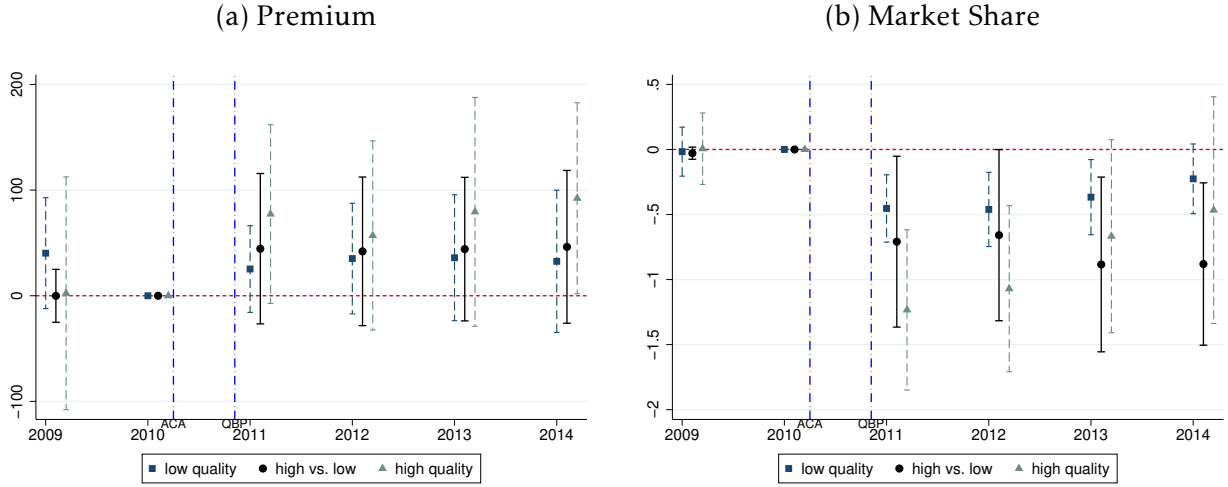 (a) Premium
200
100
0
−100
2009
2010
ACA
QBP
2011
2012
2013
2014
low quality
high vs. low
high quality
(b) Market Share
.5
0
−.5
−1
−1.5
−2
2009
2010
ACA
QBP
2011
2012
2013
2014
low quality
high vs. low
high quality